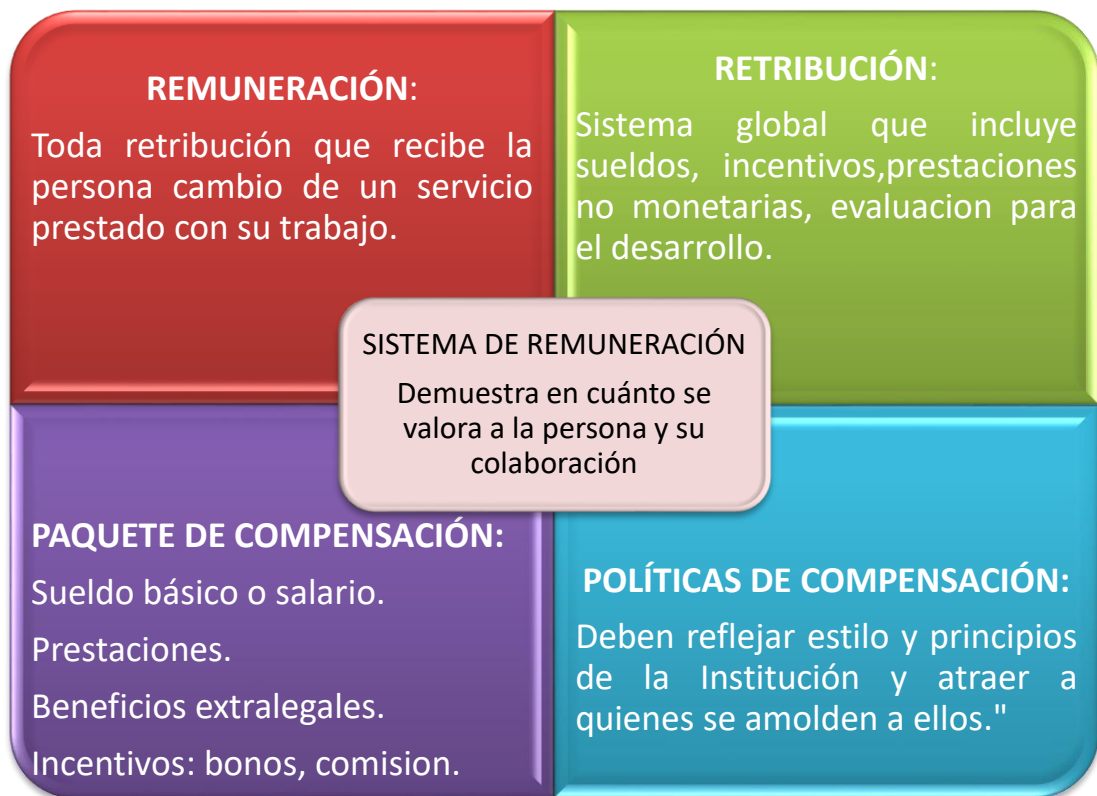 REMUNERACIÓN:
Toda retribución que recibe la
persona cambio de un servicio
prestado con su trabajo.
RETRIBUCIÓN:
Sistema global que incluye
sueldos, incentivos,prestaciones
no monetarias, evaluacion para
el desarrollo.
SISTEMA DE REMUNERACIÓN
Demuestra en cuánto se
valora a la persona y su
colaboración
PAQUETE DE COMPENSACIÓN:
Sueldo básico o salario.
Prestaciones.
Beneficios extralegales.
Incentivos: bonos, comision.
POLÍTICAS DE COMPENSACIÓN:
Deben reflejar estilo y principios
de la Institución y atraer a
quienes se amolden a ellos."